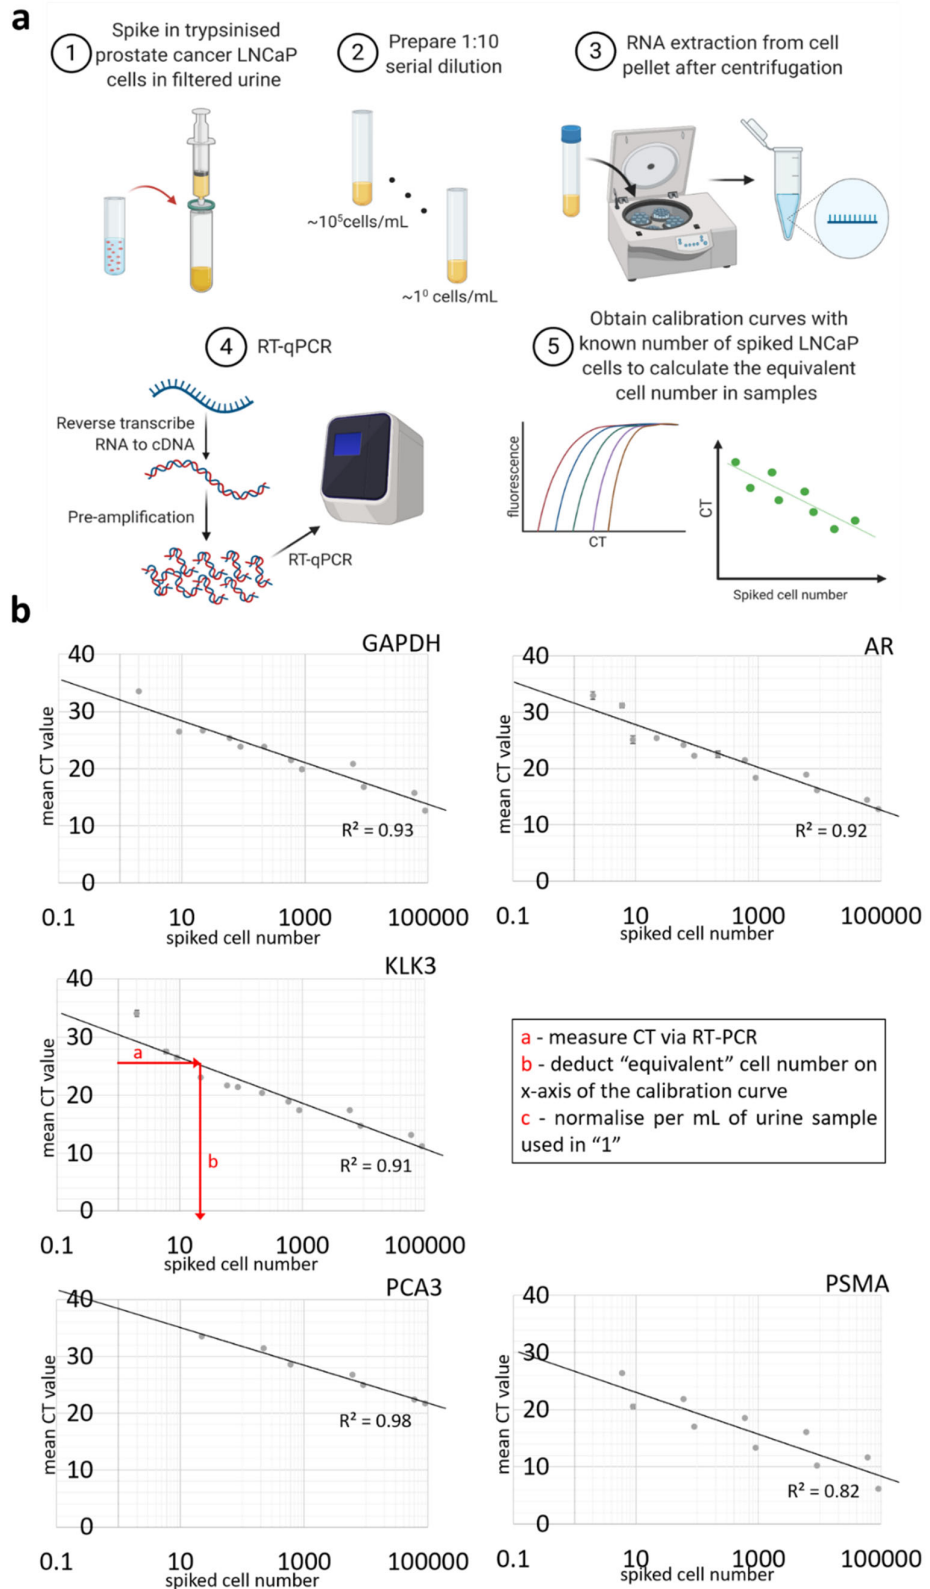 a
1
Spike in trypsinised
prostate cancer LNCaP
cells in filtered urine
2
Prepare 1:10
serial dilution
~10⁵cells/mL
~1⁰ cells/mL
3
RNA extraction from cell
pellet after centrifugation
4
RT-qPCR
Reverse transcribe
RNA to cDNA
Pre-amplification
RT-qPCR
5
Obtain calibration curves with
known number of spiked LNCaP
cells to calculate the equivalent
cell number in samples
fluorescence
CT
CT
Spiked cell number
b
GAPDH
mean CT value
40
30
20
10
0
R² = 0.93
0.1 10 1000 100000
spiked cell number
AR
mean CT value
40
30
20
10
0
R² = 0.92
0.1 10 1000 100000
spiked cell number
KLK3
mean CT value
40
30
20
10
0
a
b
R² = 0.91
0.1 10 1000 100000
spiked cell number
a - measure CT via RT-PCR
b - deduct “equivalent” cell number on
x-axis of the calibration curve
c - normalise per mL of urine sample
used in “1”
PCA3
mean CT value
40
30
20
10
0
R² = 0.98
0.1 10 1000 100000
spiked cell number
PSMA
mean CT value
40
30
20
10
0
R² = 0.82
0.1 10 1000 100000
spiked cell number